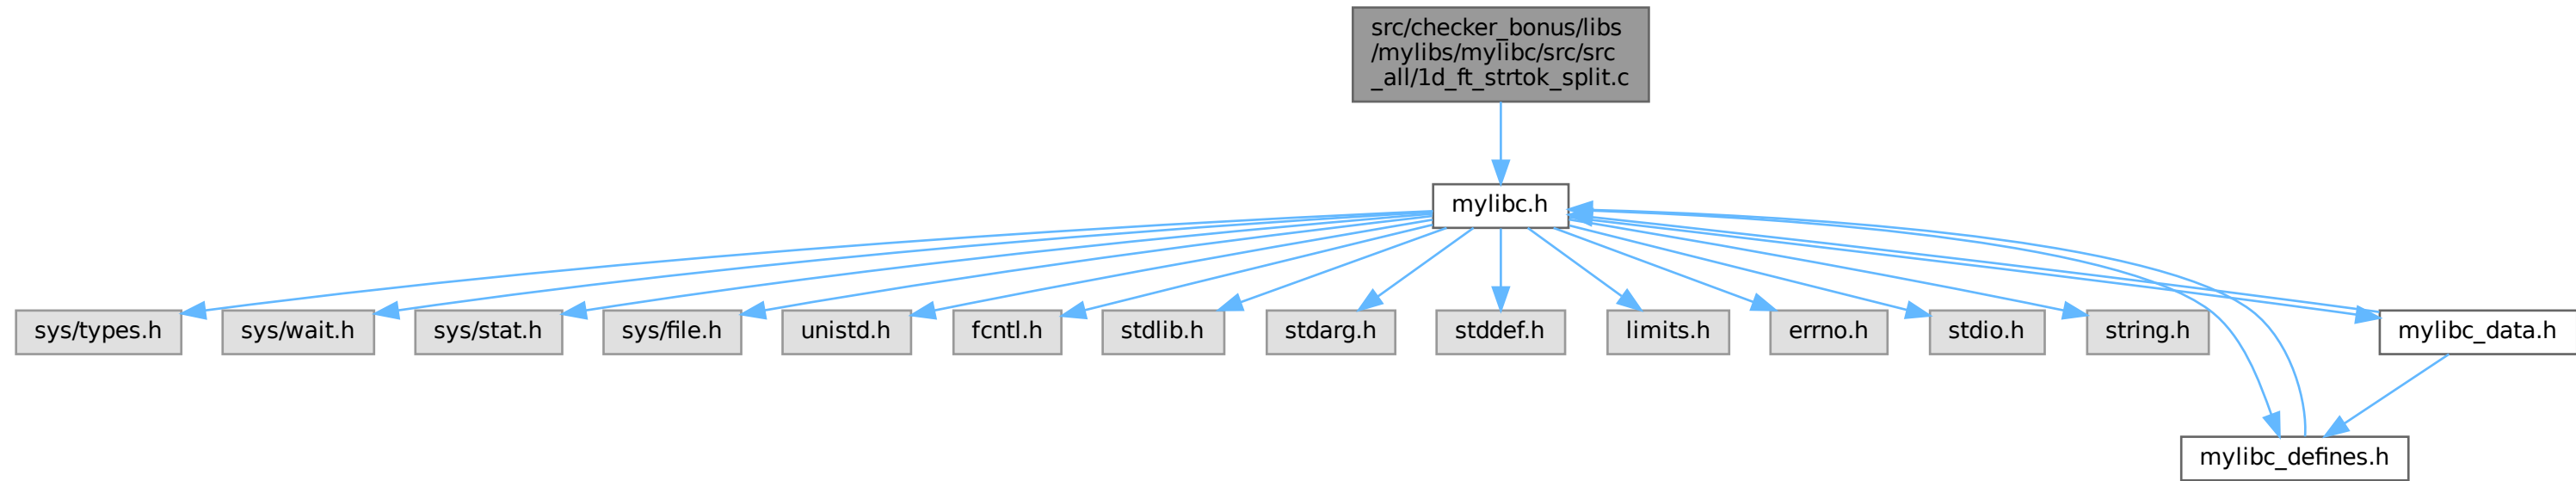 src/checker_bonus/libs
/mylibs/mylibc/src/src
_all/1d_ft_strtok_split.c
mylibc.h
sys/types.h
sys/wait.h
sys/stat.h
sys/file.h
unistd.h
fcntl.h
stdlib.h
stdarg.h
stddef.h
limits.h
errno.h
stdio.h
string.h
mylibc_data.h
mylibc_defines.h